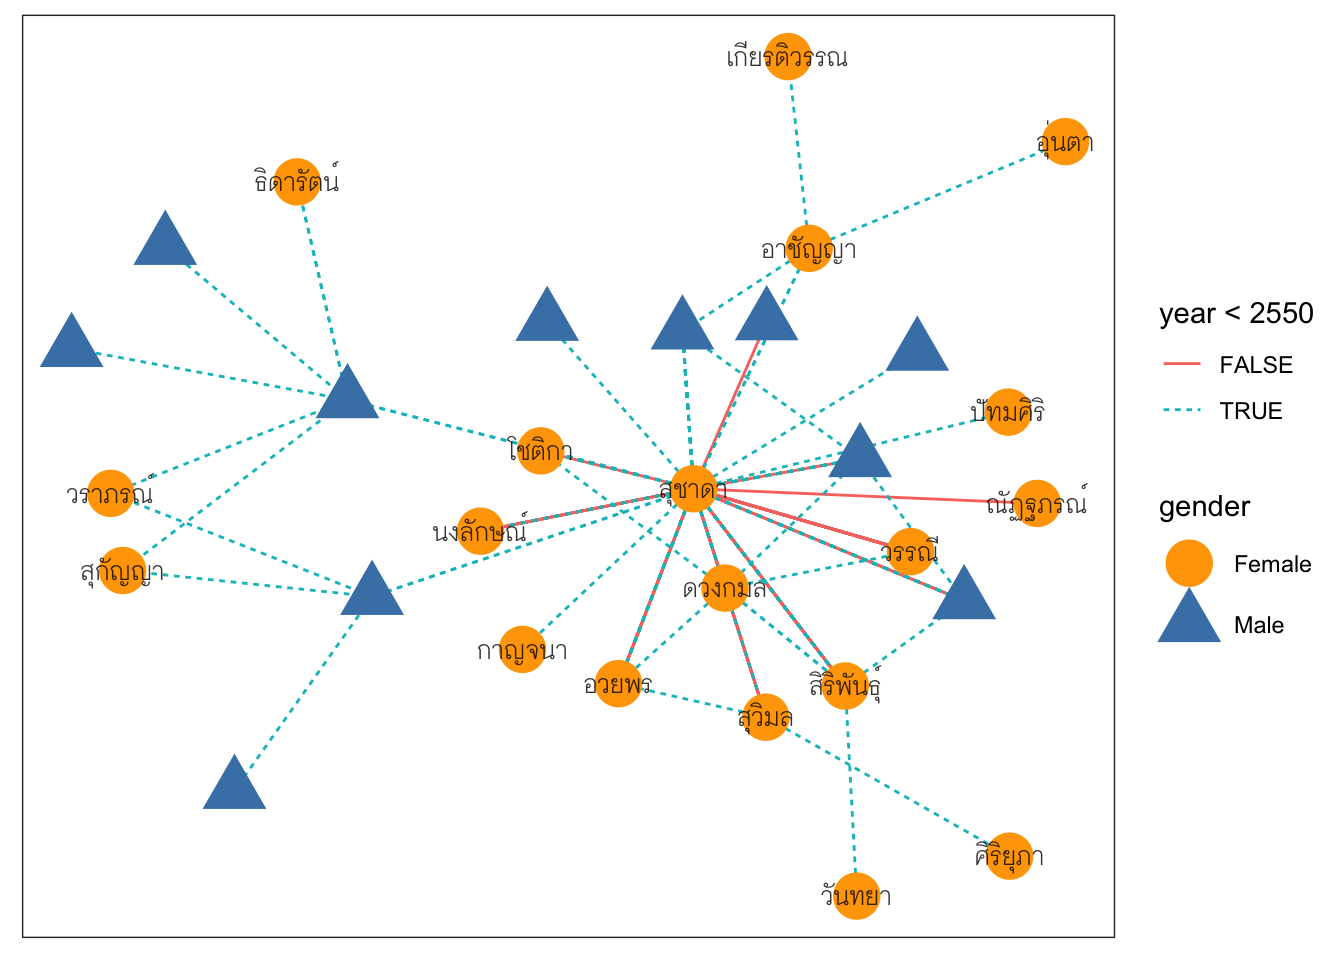 เกียรติวรรณ
อุ่นตา
ธิดารัตน์
อาชัญญา
ปัทมศิริ
โชติกา
สุชาดา
วราภรณ์
ณัฏฐภรณ์
นงลักษณ์
วรรณี
สุกัญญา
ดวงกมล
กาญจนา
อวยพร
สิริพันธุ์
สุวิมล
ศิริยุภา
วันทยา
year < 2550
FALSE
TRUE
gender
Female
Male